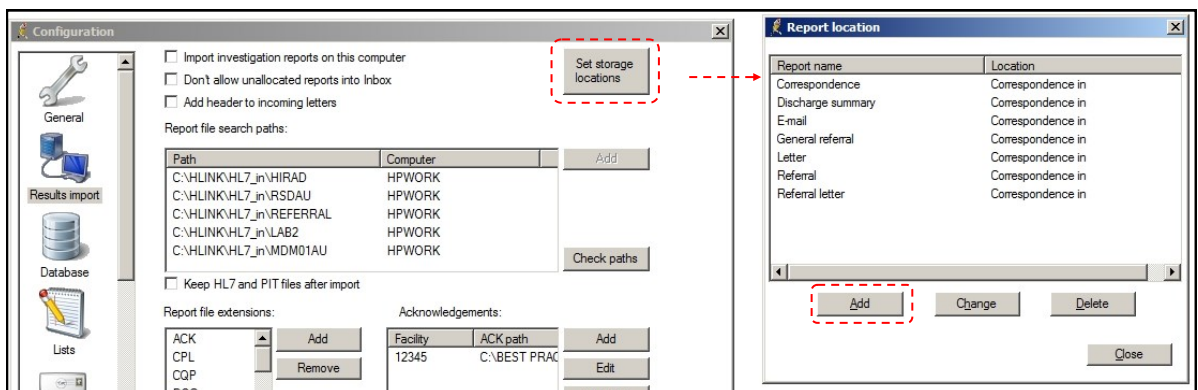 Configuration
General
Results import
Database
Lists
Import investigation reports on this computer
Don't allow unallocated reports into Inbox
Add header to incoming letters
Set storage
locations
Report file search paths:
Path Computer
C:\HLINK\HL7_in\HIRAD HPWORK
C:\HLINK\HL7_in\RSDAU HPWORK
C:\HLINK\HL7_in\REFERRAL HPWORK
C:\HLINK\HL7_in\LAB2 HPWORK
C:\HLINK\HL7_in\MDM01AU HPWORK
Add
Check paths
Keep HL7 and PIT files after import
Report file extensions:
ACK
CPL
CQP
Add
Remove
Acknowledgements:
Facility ACK path
12345 C:\BEST PRAC
Add
Edit
Report location
Report name Location
Correspondence Correspondence in
Discharge summary Correspondence in
E-mail Correspondence in
General referral Correspondence in
Letter Correspondence in
Referral Correspondence in
Referral letter Correspondence in
Add Change Delete
Close